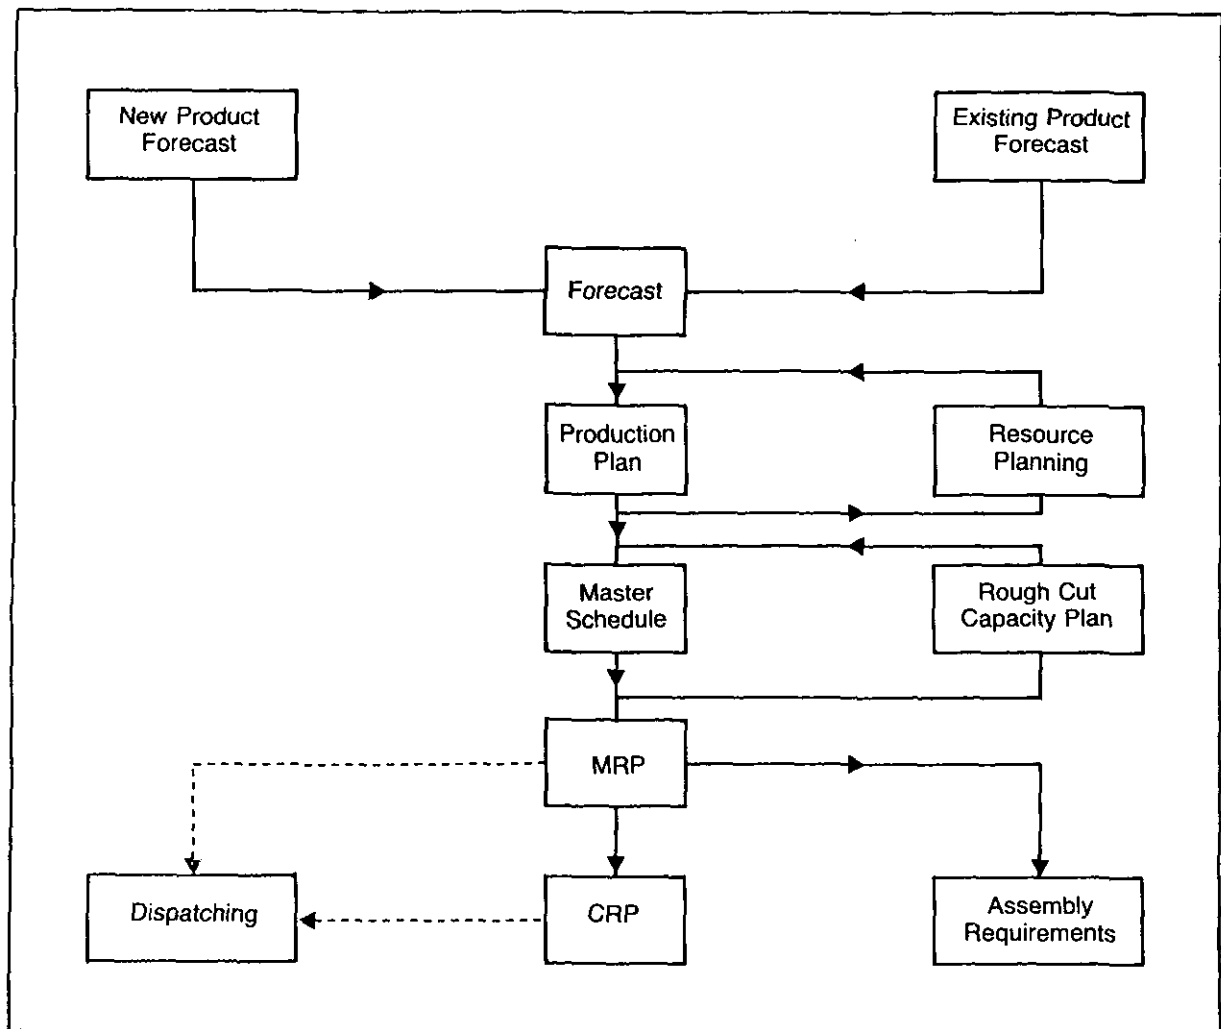 New Product
Forecast
Existing Product
Forecast
Forecast
Production
Plan
Resource
Planning
Master
Schedule
Rough Cut
Capacity Plan
MRP
Dispatching
CRP
Assembly
Requirements